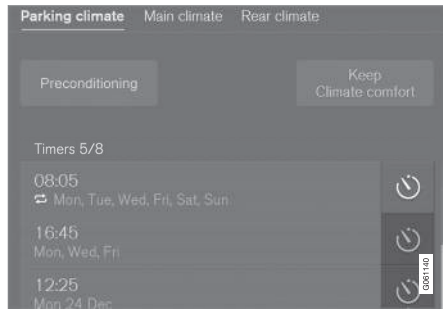 Parking climate Main climate Rear climate
Preconditioning
Keep
Climate comfort
Timers 5/8
08:05
Mon, Tue, Wed, Fri, Sat, Sun
16:45
Mon, Wed, Fri
12:25
Mon 24 Dec
G061140